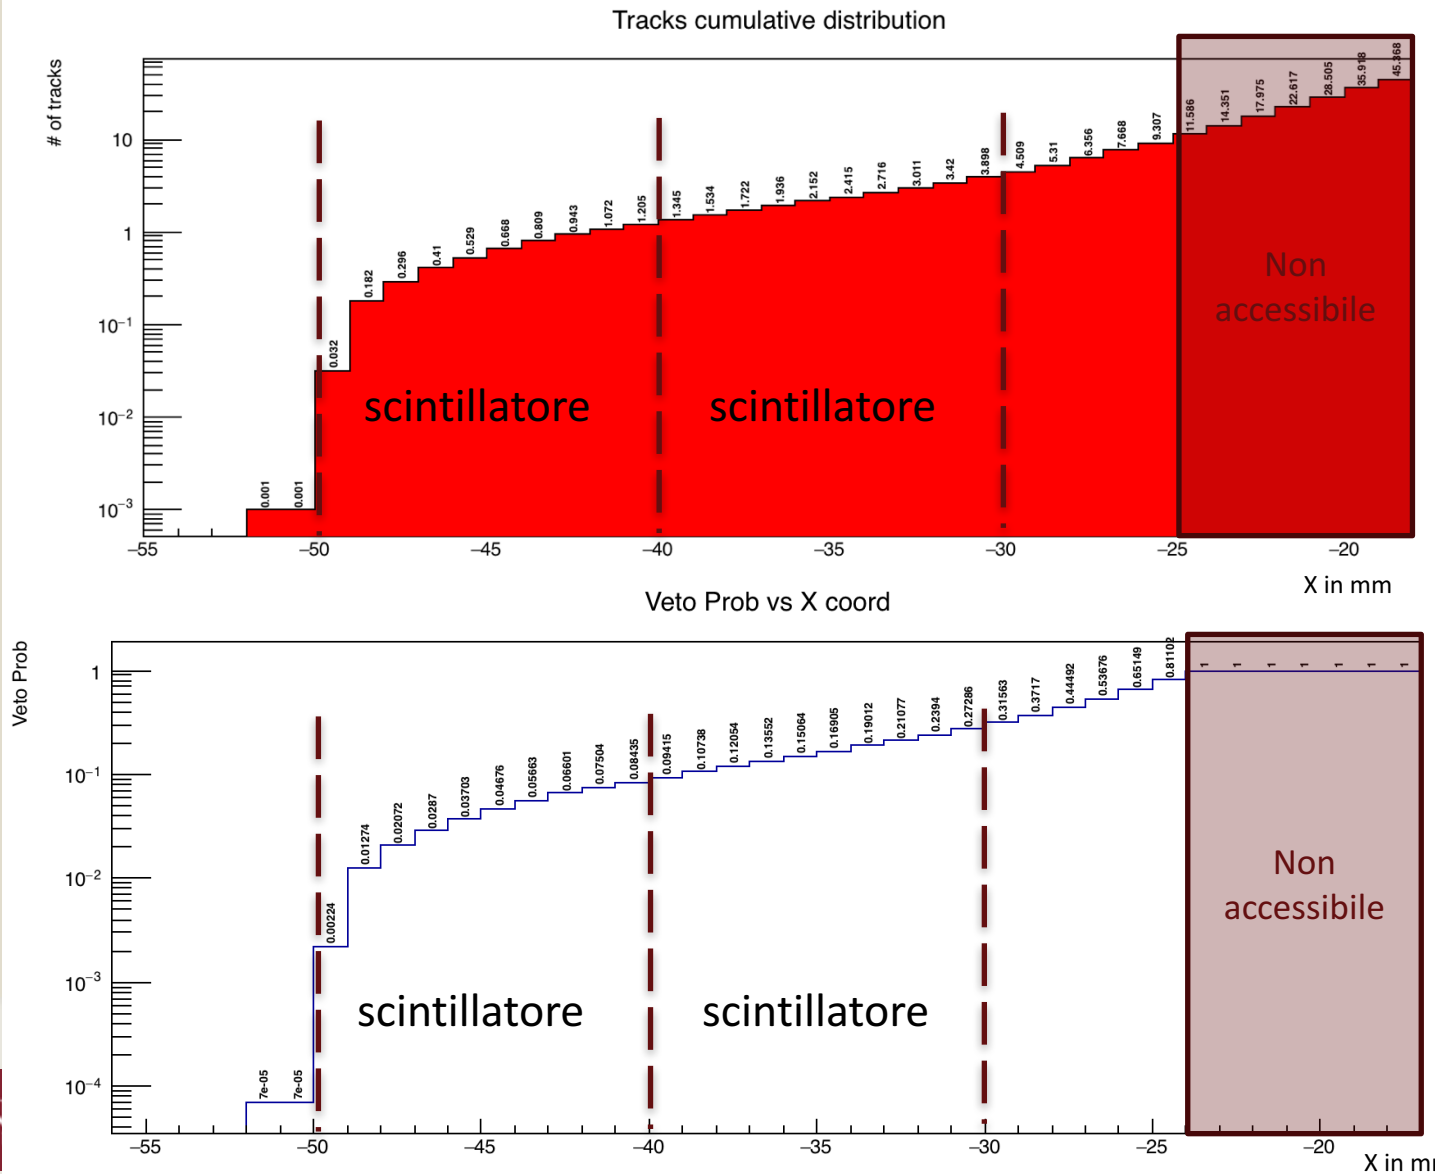 Tracks cumulative distribution
# of tracks
10
1
10⁻¹
10⁻²
10⁻³
0.001 0.001 0.032 0.182 0.296 0.41 0.529 0.668 0.809 0.943 1.072 1.205 1.345 1.534 1.722 1.936 2.152 2.415 2.716 3.011 3.42 3.898 4.509 5.31 6.356 7.668 9.307 11.586 14.351 17.975 22.617 28.505 35.918 45.368
Non
accessibile
scintillatore scintillatore
−55 −50 −45 −40 −35 −30 −25 −20
X in mm
Veto Prob vs X coord
Veto Prob
1
10⁻¹
10⁻²
10⁻³
10⁻⁴
7e-05 7e-05 0.00224 0.01274 0.02072 0.0287 0.03703 0.04676 0.05663 0.06601 0.07504 0.08435 0.09415 0.10738 0.12054 0.13552 0.15064 0.16905 0.19012 0.21077 0.2394 0.27286 0.31563 0.3717 0.44492 0.53676 0.65149 0.81102 1 1 1 1 1 1 1
Non
accessibile
scintillatore scintillatore
−55 −50 −45 −40 −35 −30 −25 −20
X in mm